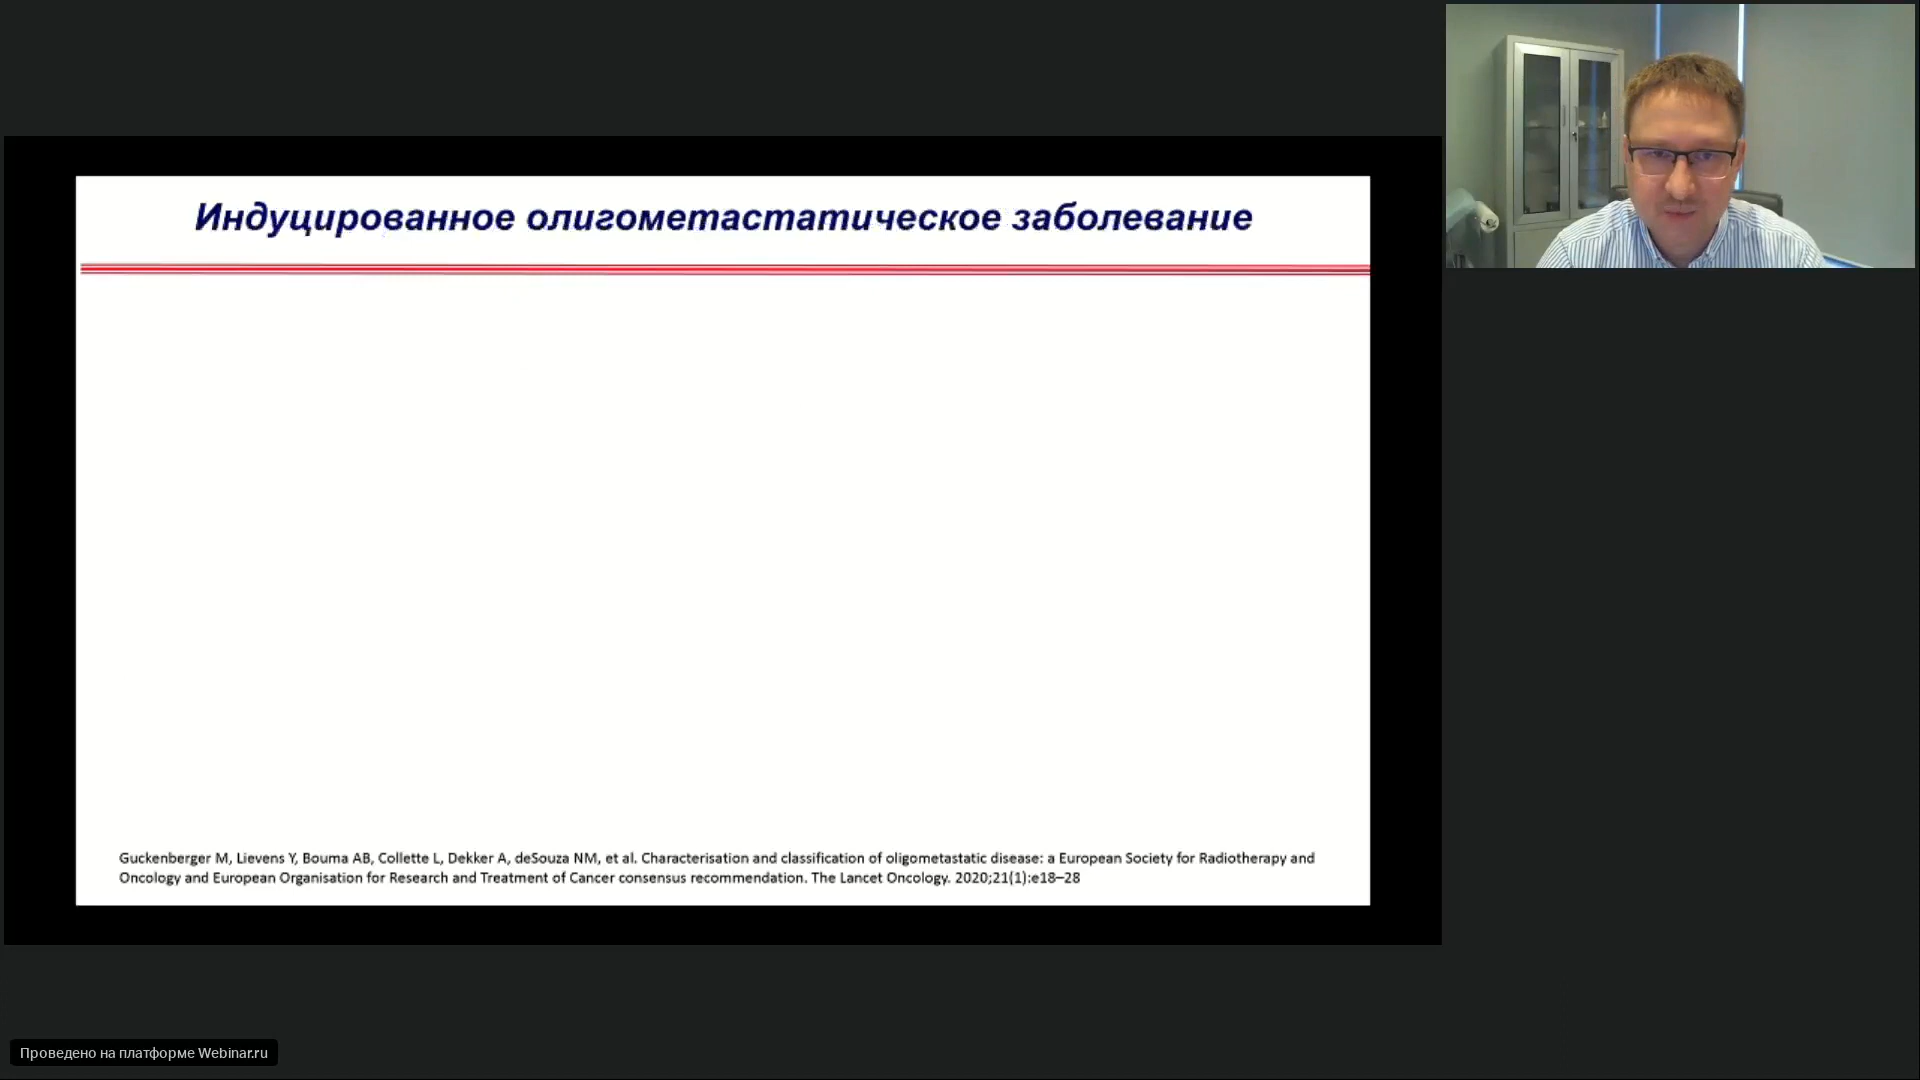 Индуцированное олигометастатическое заболевание
Guckenberger M, Lievens Y, Bouma AB, Collette L, Dekker A, deSouza NM, et al. Characterisation and classification of oligometastatic disease: a European Society for Radiotherapy and
Oncology and European Organisation for Research and Treatment of Cancer consensus recommendation. The Lancet Oncology. 2020;21(1):e18–28
Проведено на платформе Webinar.ru